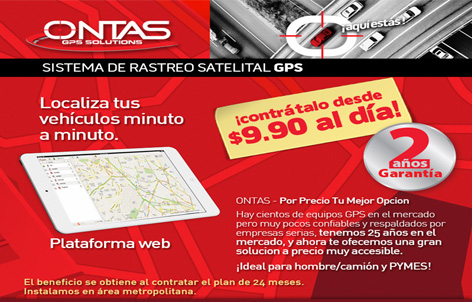 ONTAS
GPS SOLUTIONS
¡aquí estás!
SISTEMA DE RASTREO SATELITAL GPS
Localiza tus
vehículos minuto
a minuto.
¡contrátalo desde
$9.90 al día!
2
años
Garantía
Plataforma web
ONTAS - Por Precio Tu Mejor Opcion
Hay cientos de equipos GPS en el mercado
pero muy pocos confiables y respaldados por
empresas serias, tenemos 25 años en el
mercado, y ahora te ofecemos una gran
solucion a precio muy accesible.
¡Ideal para hombre/camión y PYMES!
El beneficio se obtiene al contratar el plan de 24 meses.
Instalamos en área metropolitana.